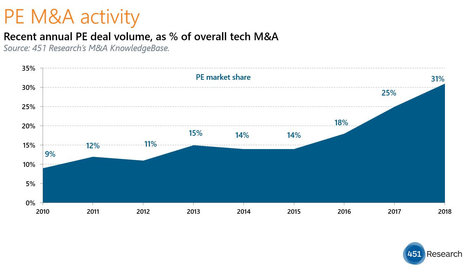 PE M&A activity
Recent annual PE deal volume, as % of overall tech M&A
Source: 451 Research's M&A KnowledgeBase.
35%
PE market share
30%
31%
25%
25%
20%
18%
15%
15%
14%
14%
12%
11%
10%
9%
5%
0%
2010 2011 2012 2013 2014 2015 2016 2017 2018
451 Research